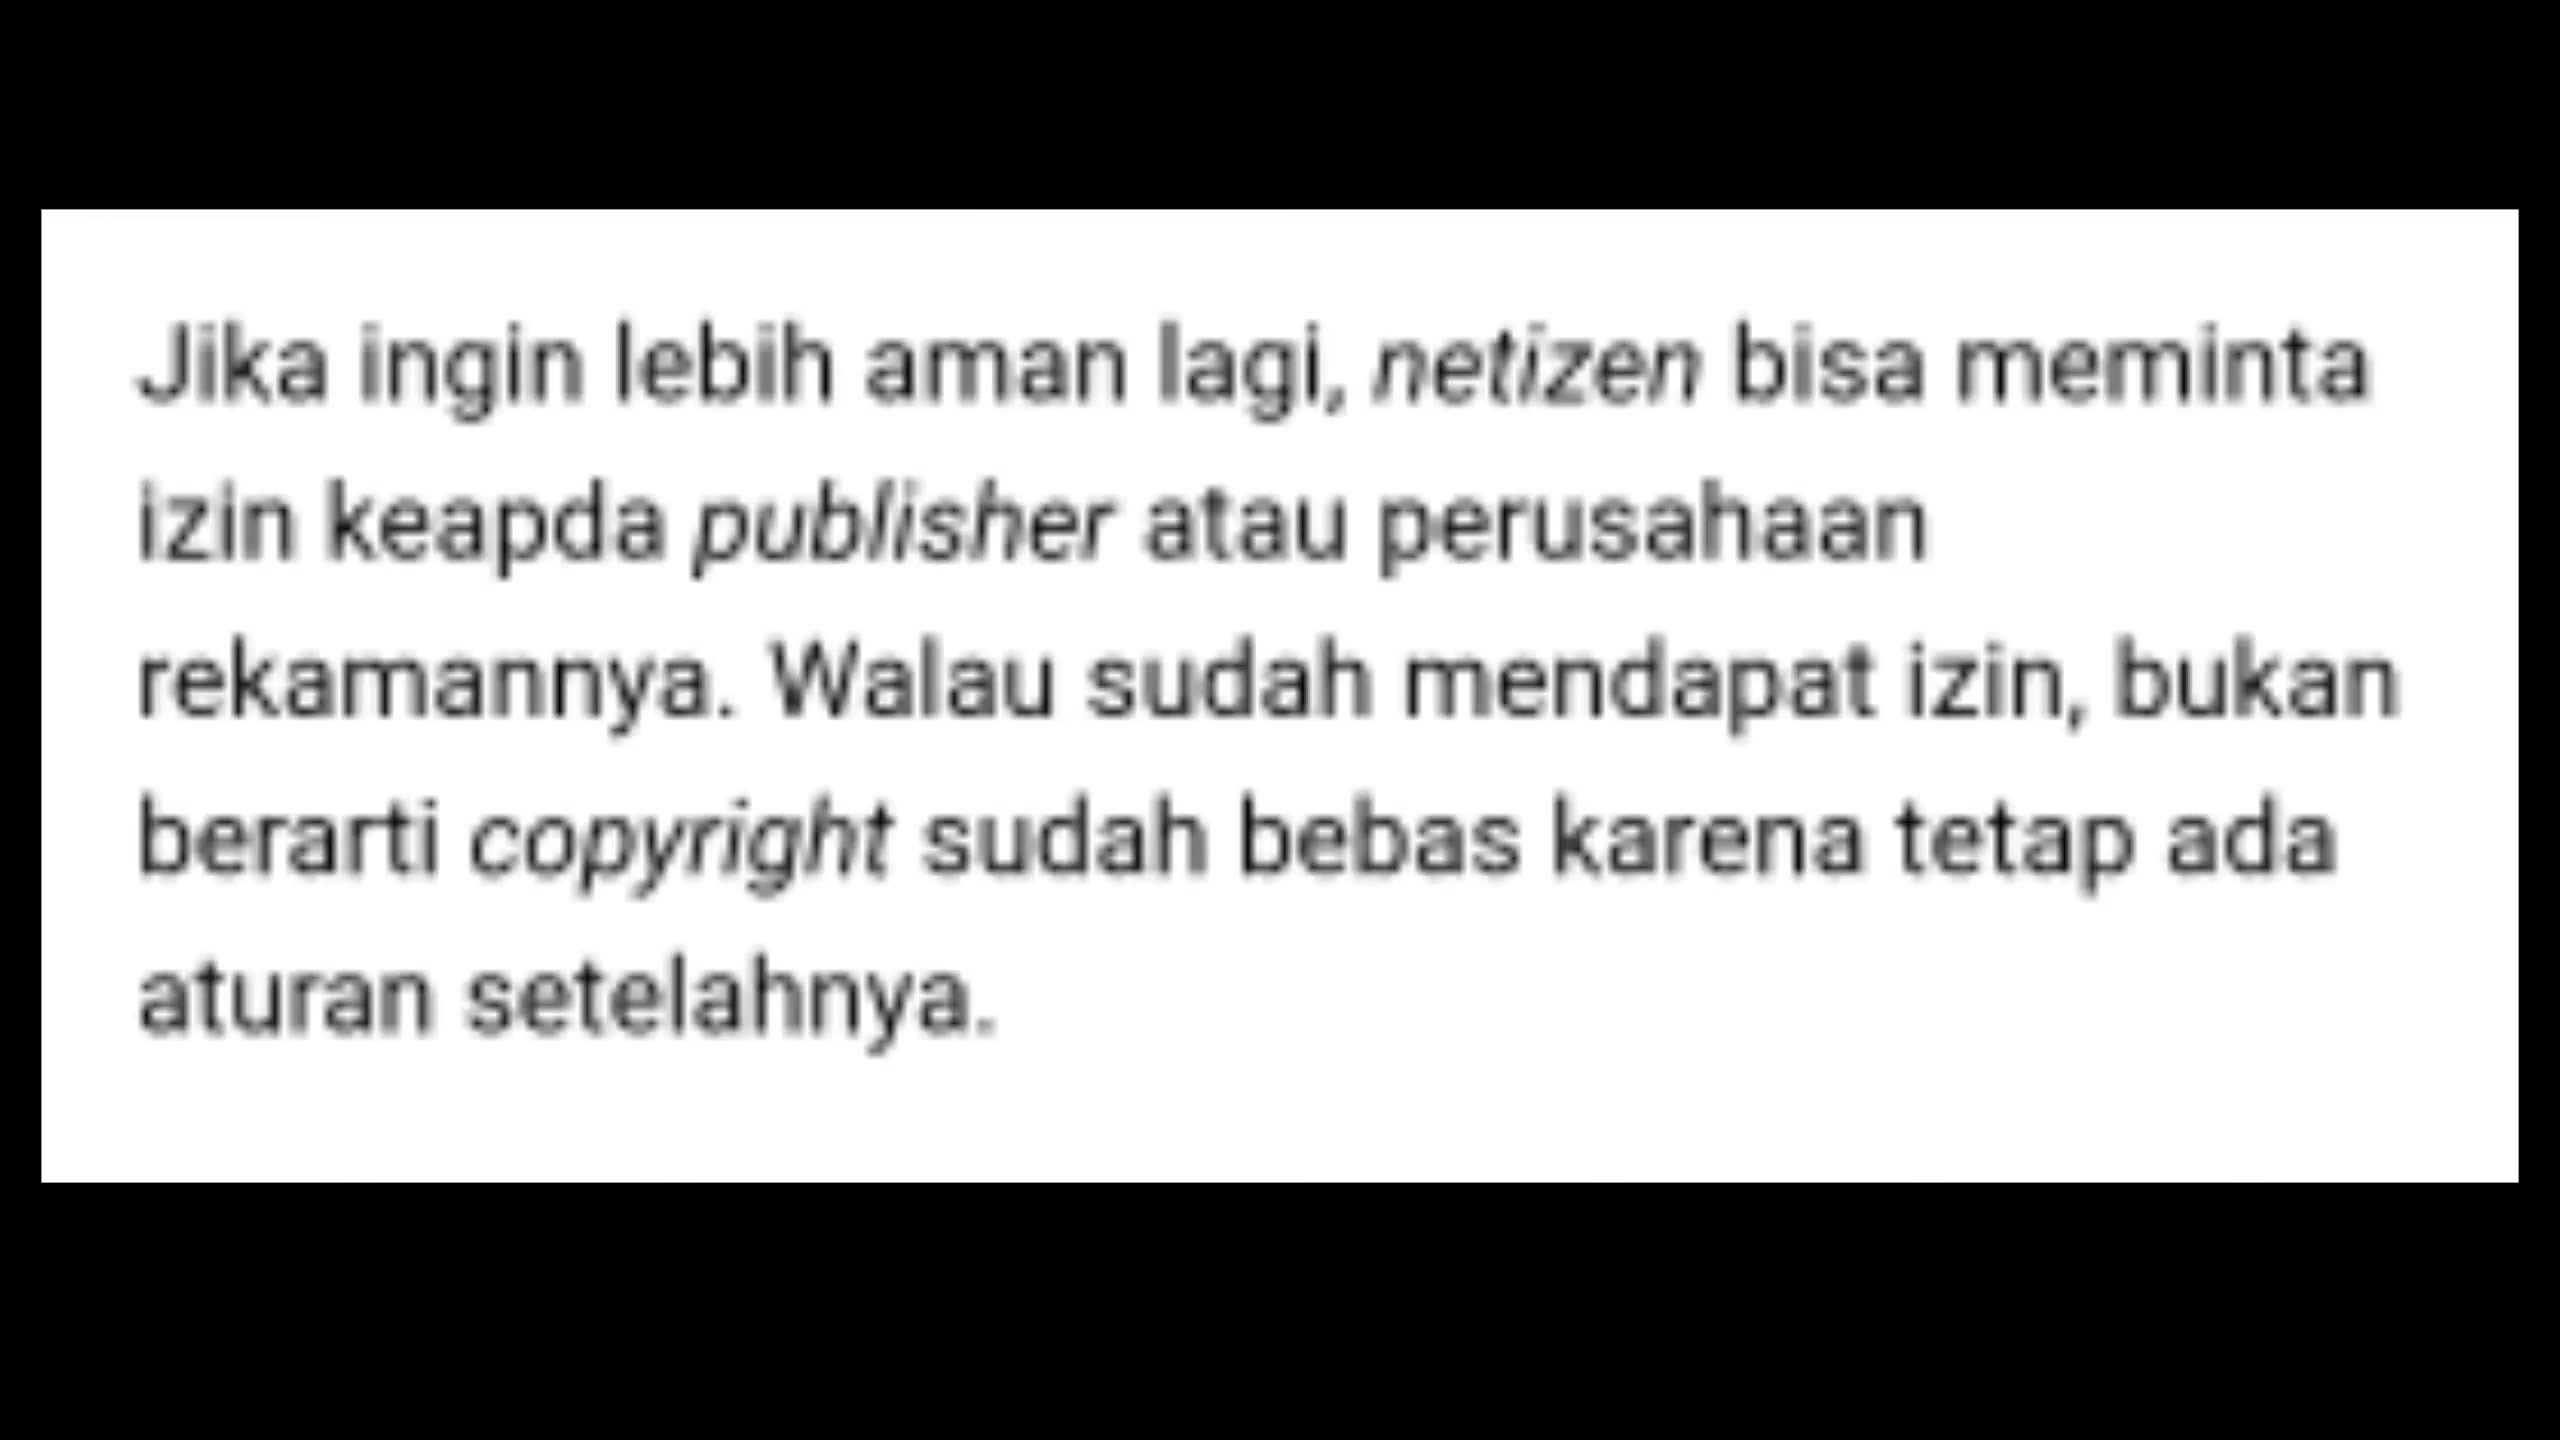 Jika ingin lebih aman lagi, netizen bisa meminta
izin keapda publisher atau perusahaan
rekamannya. Walau sudah mendapat izin, bukan
berarti copyright sudah bebas karena tetap ada
aturan setelahnya.